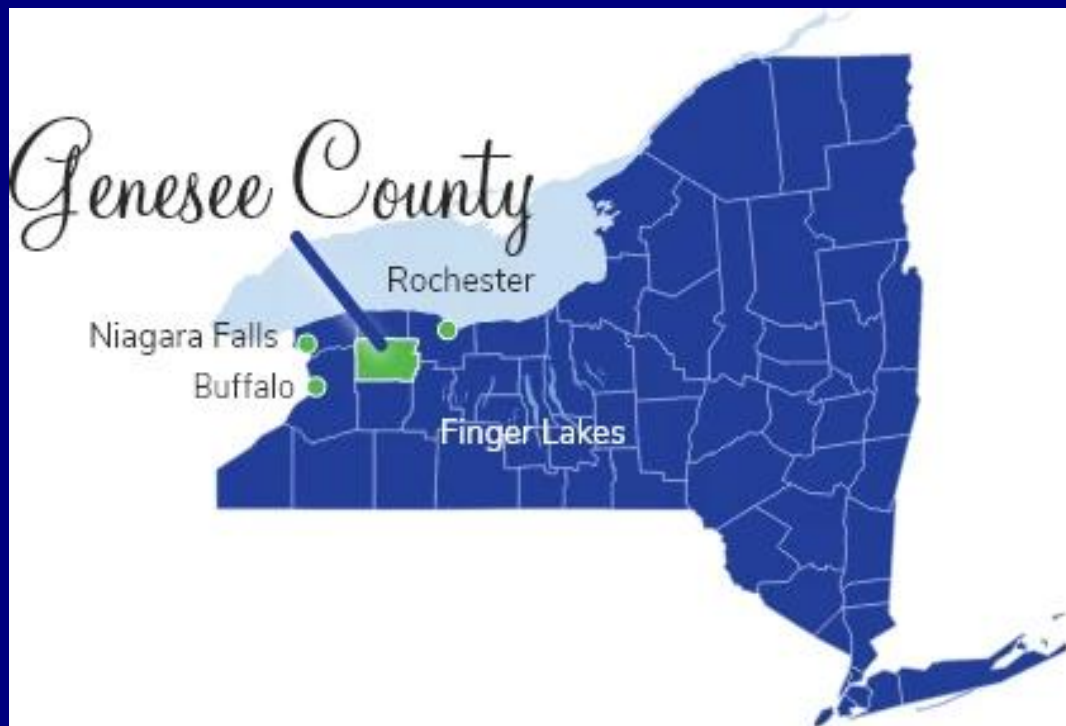 Genesee County
Rochester
Niagara Falls
Buffalo
Finger Lakes